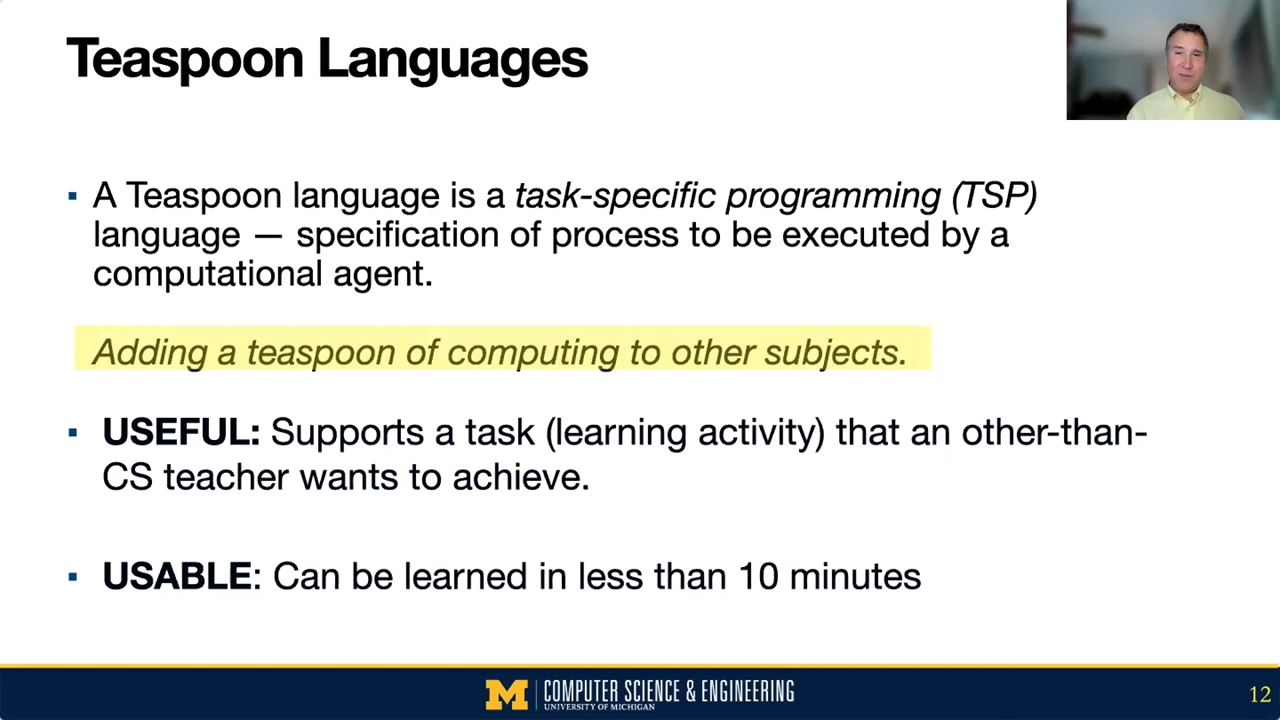 Teaspoon Languages
▪ A Teaspoon language is a task-specific programming (TSP)
language — specification of process to be executed by a
computational agent.
Adding a teaspoon of computing to other subjects.
▪ USEFUL: Supports a task (learning activity) that an other-than-
CS teacher wants to achieve.
▪ USABLE: Can be learned in less than 10 minutes
M COMPUTER SCIENCE & ENGINEERING
UNIVERSITY OF MICHIGAN
12